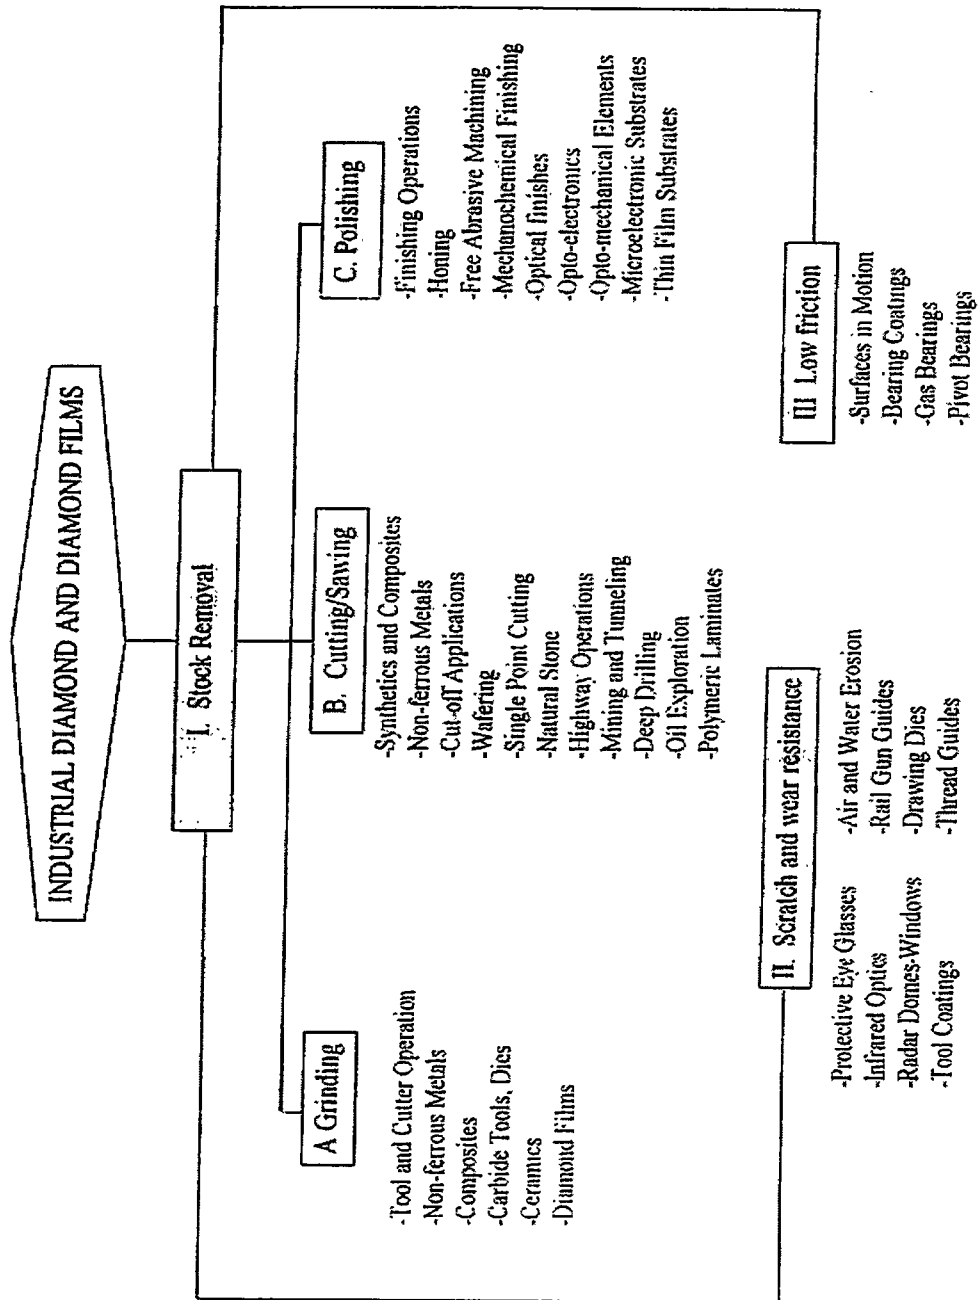 INDUSTRIAL DIAMOND AND DIAMOND FILMS
I. Stock Removal
A Grinding
-Tool and Cutter Operation
-Non-ferrous Metals
-Composites
-Carbide Tools, Dies
-Ceramics
-Diamond Films
B. Cutting/Sawing
-Synthetics and Composites
-Non-ferrous Metals
-Cut-off Applications
-Wafering
-Single Point Cutting
-Natural Stone
-Highway Operations
-Mining and Tunneling
-Deep Drilling
-Oil Exploration
-Polymeric Laminates
C. Polishing
-Finishing Operations
-Honing
-Free Abrasive Machining
-Mechanochemical Finishing
-Optical finishes
-Opto-electronics
-Opto-mechanical Elements
-Microelectronic Substrates
-Thin Film Substrates
II. Scratch and wear resistance
-Protective Eye Glasses
-Infrared Optics
-Radar Domes-Windows
-Tool Coatings
-Air and Water Erosion
-Rail Gun Guides
-Drawing Dies
-Thread Guides
III Low friction
-Surfaces in Motion
-Bearing Coatings
-Gas Bearings
-Pivot Bearings